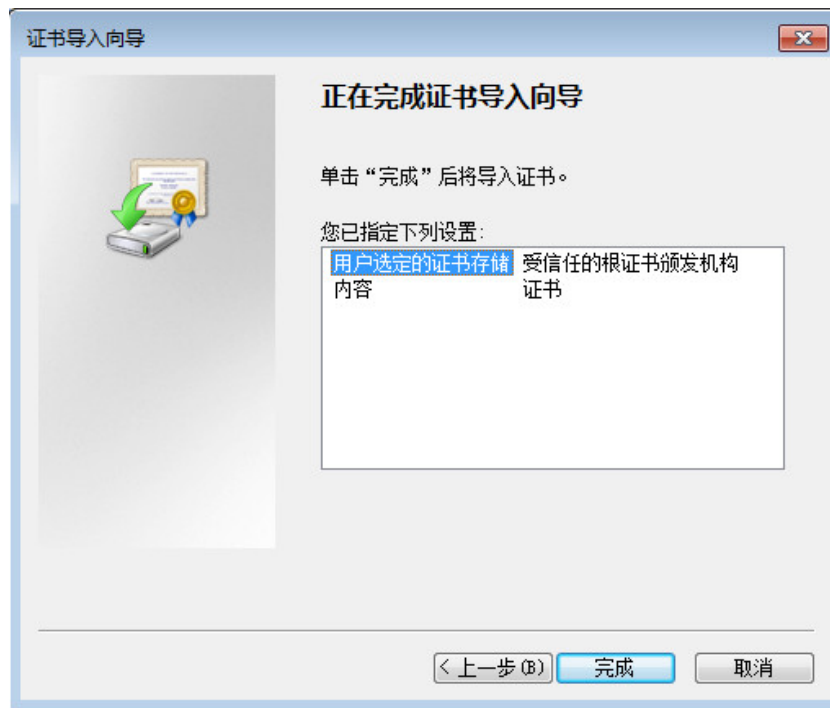 证书导入向导
正在完成证书导入向导
单击“完成”后将导入证书。
您已指定下列设置:
用户选定的证书存储 受信任的根证书颁发机构
内容 证书
< 上一步(B)
完成
取消